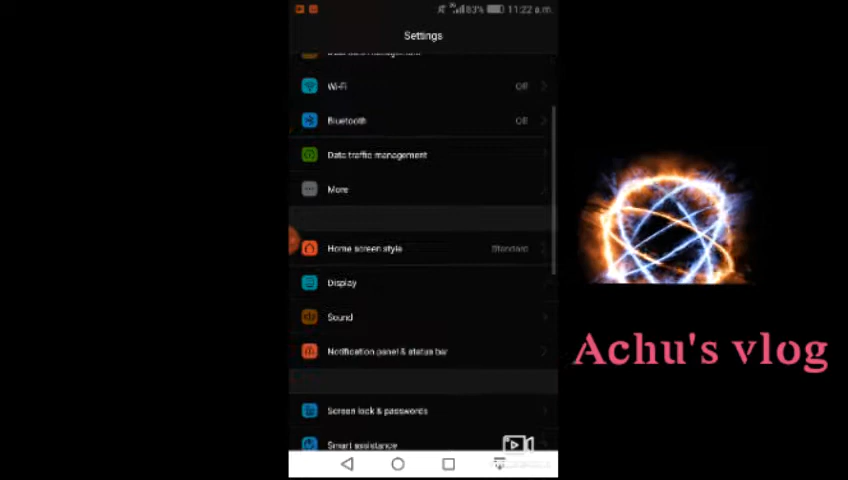 83% 11:22 a.m.
Settings
Wi-Fi Off
Bluetooth Off
Data traffic management
More
Home screen style Standard
Display
Sound
Notification panel & status bar
Screen lock & passwords
Smart assistance
Achu's vlog